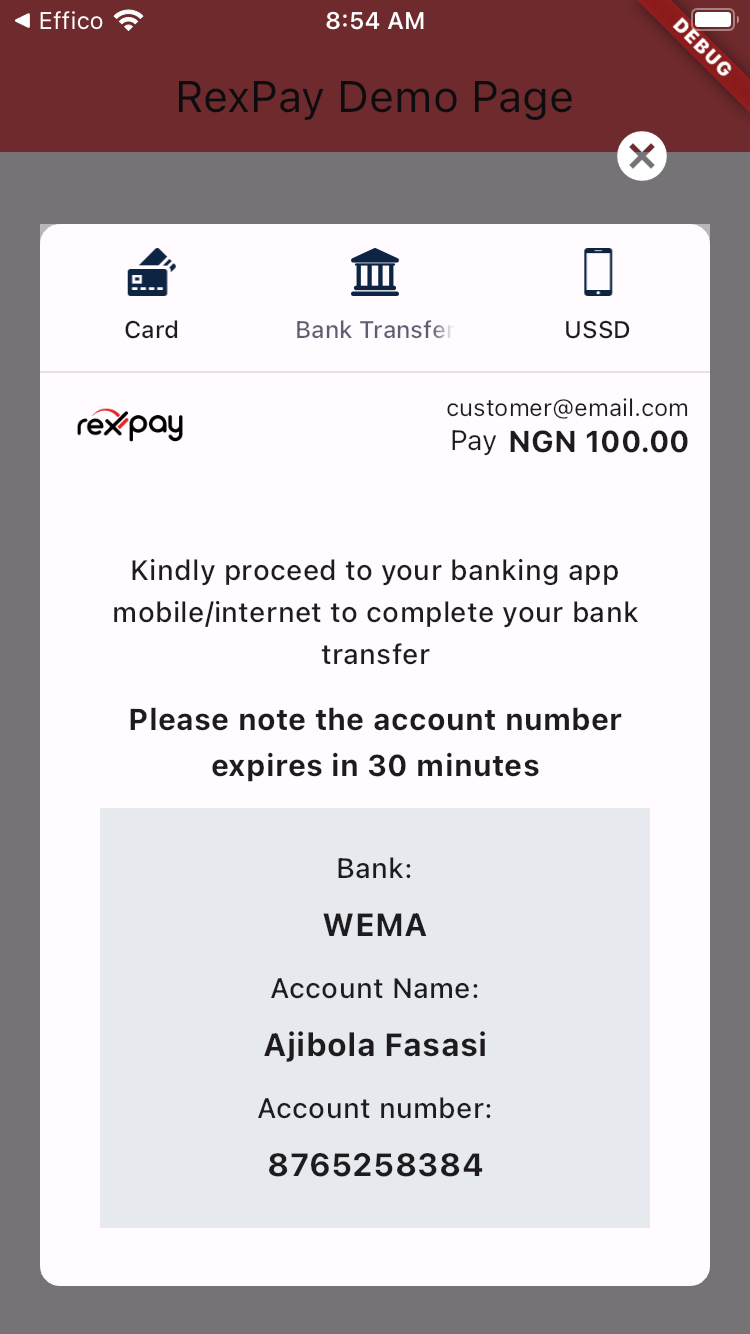 Effico
8:54 AM
DEBUG
RexPay Demo Page
Card
Bank Transfer
USSD
rexpay
customer@email.com
Pay NGN 100.00
Kindly proceed to your banking app
mobile/internet to complete your bank
transfer
Please note the account number
expires in 30 minutes
Bank:
WEMA
Account Name:
Ajibola Fasasi
Account number:
8765258384